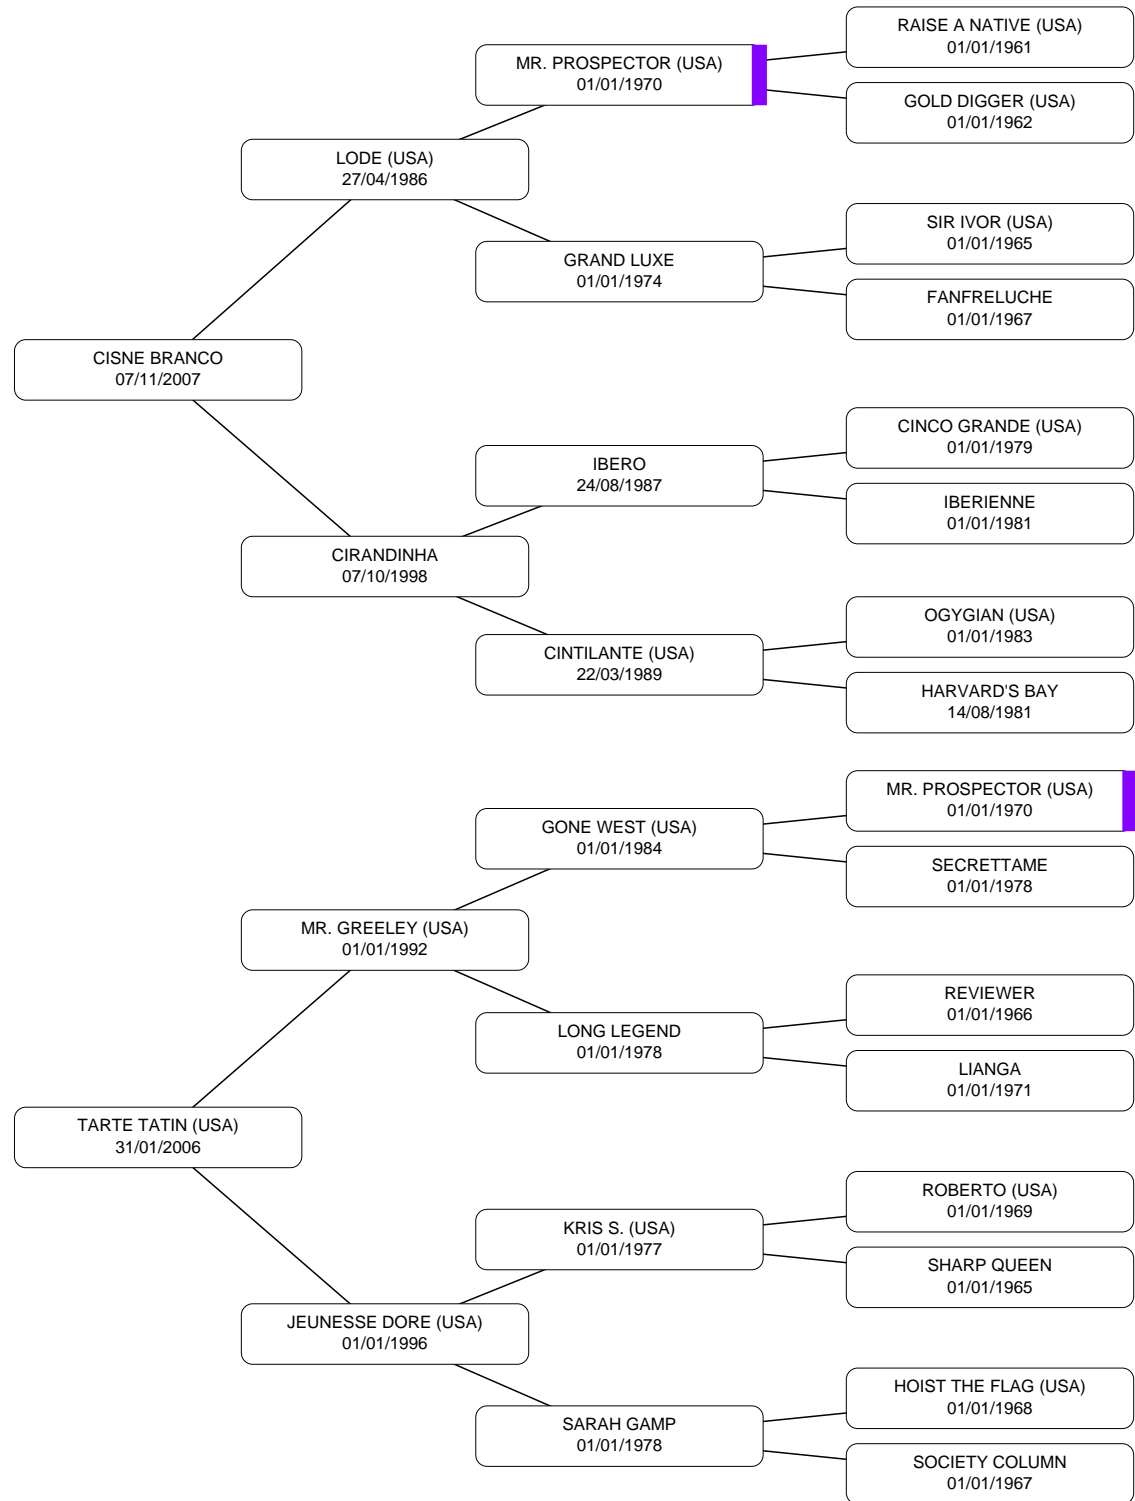 RAISE A NATIVE (USA)
01/01/1961
MR. PROSPECTOR (USA)
01/01/1970
GOLD DIGGER (USA)
01/01/1962
LODE (USA)
27/04/1986
SIR IVOR (USA)
01/01/1965
GRAND LUXE
01/01/1974
FANFRELUCHE
01/01/1967
CISNE BRANCO
07/11/2007
CINCO GRANDE (USA)
01/01/1979
IBERO
24/08/1987
IBERIENNE
01/01/1981
CIRANDINHA
07/10/1998
OGYGIAN (USA)
01/01/1983
CINTILANTE (USA)
22/03/1989
HARVARD'S BAY
14/08/1981
MR. PROSPECTOR (USA)
01/01/1970
GONE WEST (USA)
01/01/1984
SECRETTAME
01/01/1978
MR. GREELEY (USA)
01/01/1992
REVIEWER
01/01/1966
LONG LEGEND
01/01/1978
LIANGA
01/01/1971
TARTE TATIN (USA)
31/01/2006
ROBERTO (USA)
01/01/1969
KRIS S. (USA)
01/01/1977
SHARP QUEEN
01/01/1965
JEUNESSE DORE (USA)
01/01/1996
HOIST THE FLAG (USA)
01/01/1968
SARAH GAMP
01/01/1978
SOCIETY COLUMN
01/01/1967